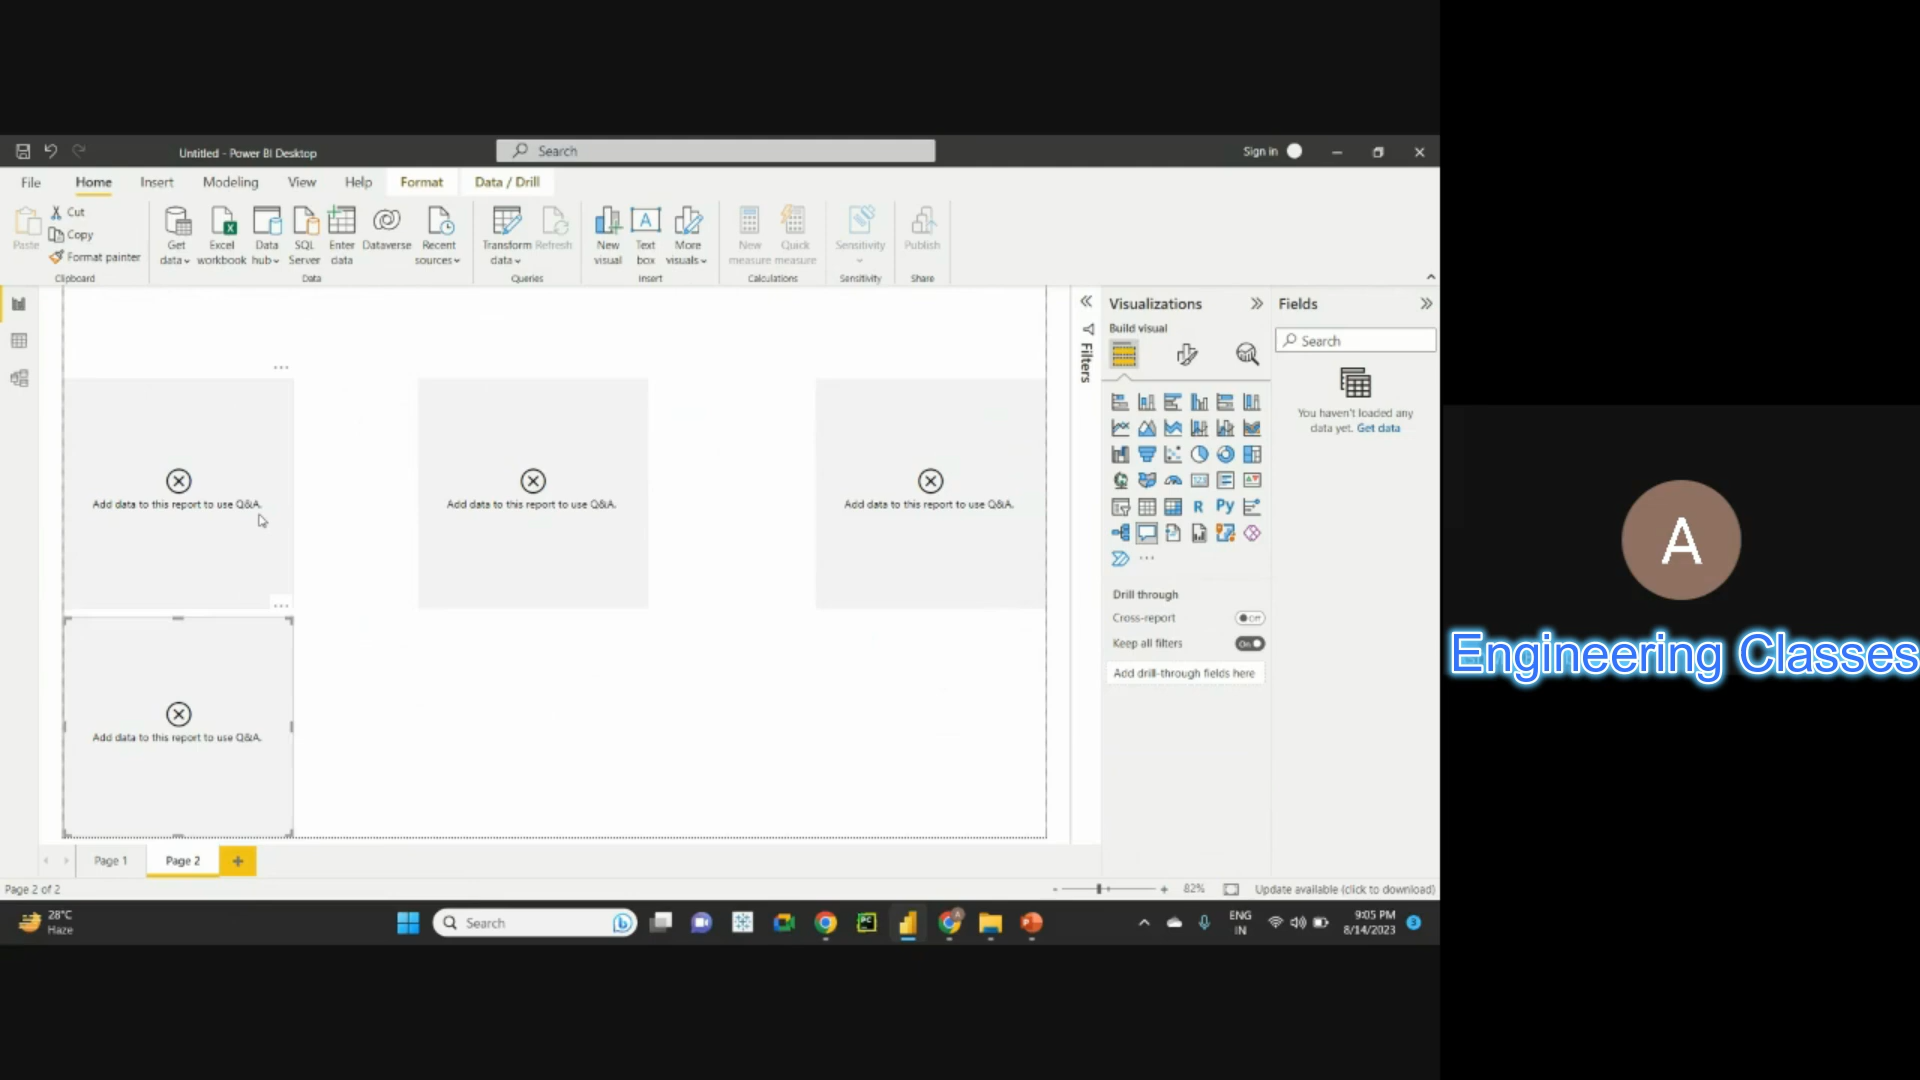 Untitled - Power BI Desktop
Search
Sign in
File Home Insert Modeling View Help Format Data / Drill
Paste
Cut
Copy
Format painter
Clipboard
Get data
Excel workbook
Data hub
SQL Server
Enter data
Dataverse
Recent sources
Data
Transform data
Refresh
Queries
New visual
Text box
More visuals
Insert
New measure
Quick measure
Calculations
Sensitivity
Sensitivity
Publish
Share
Add data to this report to use Q&A.
Add data to this report to use Q&A.
Add data to this report to use Q&A.
Add data to this report to use Q&A.
Filters
Visualizations
Build visual
R Py
123
Drill through
Cross-report Off
Keep all filters On
Add drill-through fields here
Fields
Search
You haven't loaded any
data yet. Get data
A
Engineering Classes
Page 1 Page 2 +
Page 2 of 2
- + 82%
Update available (click to download)
28°C
Haze
Search
PC
ENG
IN
9:05 PM
8/14/2023
3